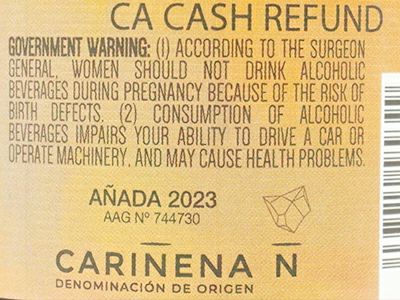 CA CASH REFUND
GOVERNMENT WARNING: (1) ACCORDING TO THE SURGEON
GENERAL, WOMEN SHOULD NOT DRINK ALCOHOLIC
BEVERAGES DURING PREGNANCY BECAUSE OF THE RISK OF
BIRTH DEFECTS. (2) CONSUMPTION OF ALCOHOLIC
BEVERAGES IMPAIRS YOUR ABILITY TO DRIVE A CAR OR
OPERATE MACHINERY, AND MAY CAUSE HEALTH PROBLEMS.
AÑADA 2023
AAG Nº 744730
CARIÑENA Ñ
DENOMINACIÓN DE ORIGEN